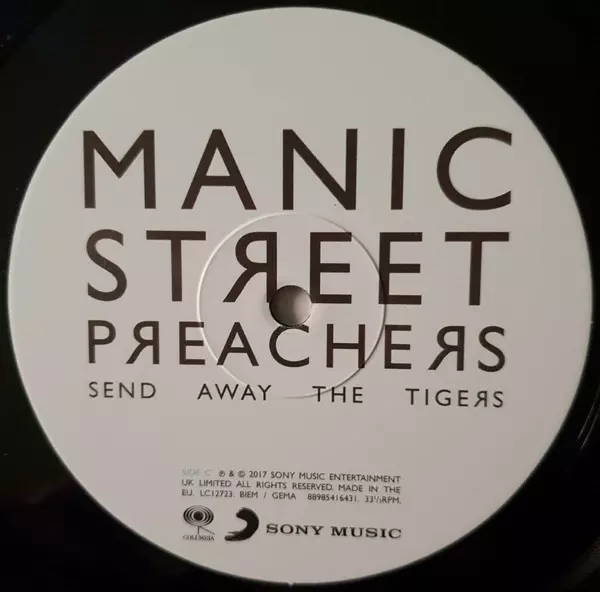 MANIC
STЯEET
PЯEACHEЯS
SEND AWAY THE TIGEЯS
SIDE C ℗ & © 2017 SONY MUSIC ENTERTAINMENT
UK LIMITED ALL RIGHTS RESERVED. MADE IN THE
EU. LC12723. BIEM / GEMA 88985416431. 33⅓RPM.
COLUMBIA
SONY MUSIC